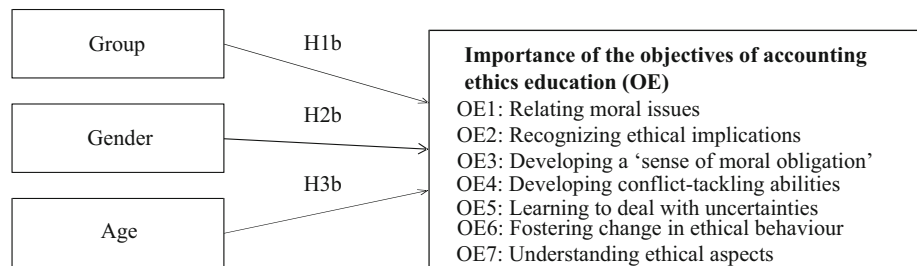 Group
H1b
Gender
H2b
Age
H3b
Importance of the objectives of accounting
ethics education (OE)
OE1: Relating moral issues
OE2: Recognizing ethical implications
OE3: Developing a ‘sense of moral obligation’
OE4: Developing conflict-tackling abilities
OE5: Learning to deal with uncertainties
OE6: Fostering change in ethical behaviour
OE7: Understanding ethical aspects